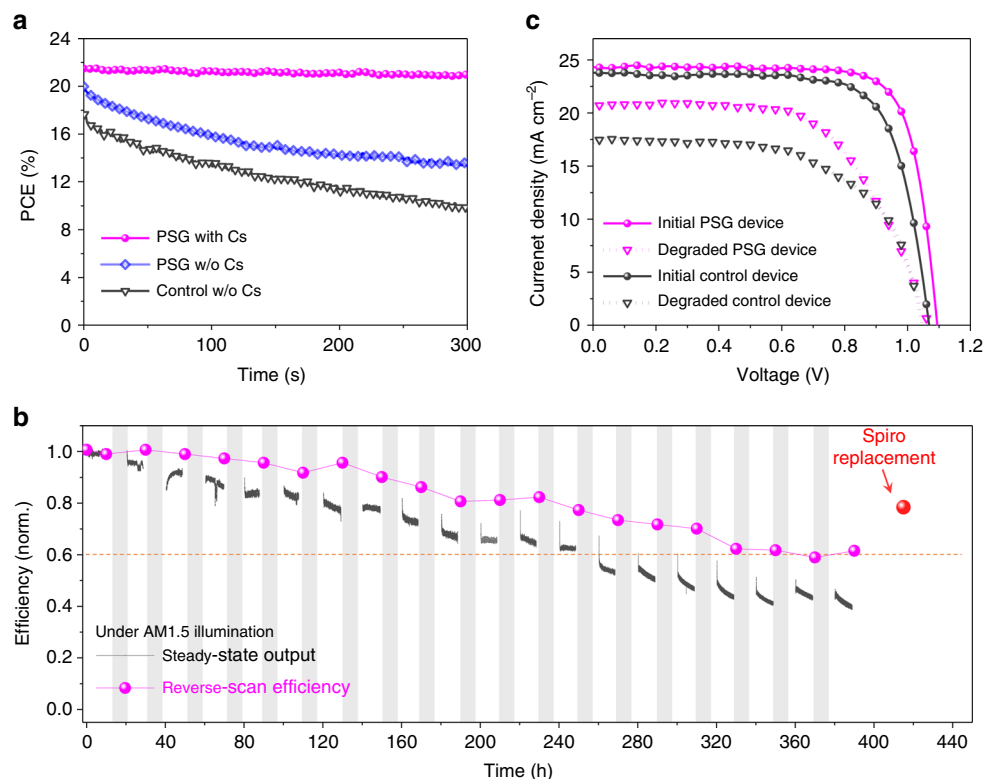 a
24
20
16
12
8
4
0
PCE (%)
PSG with Cs
PSG w/o Cs
Control w/o Cs
0 100 200 300
Time (s)
c
25
20
15
10
5
0
Currenet density (mA cm⁻²)
Initial PSG device
Degraded PSG device
Initial control device
Degraded control device
0.0 0.2 0.4 0.6 0.8 1.0 1.2
Voltage (V)
b
1.0
0.8
0.6
0.4
0.2
0.0
Efficiency (norm.)
Spiro
replacement
Under AM1.5 illumination
Steady-state output
Reverse-scan efficiency
0 40 80 120 160 200 240 280 320 360 400 440
Time (h)